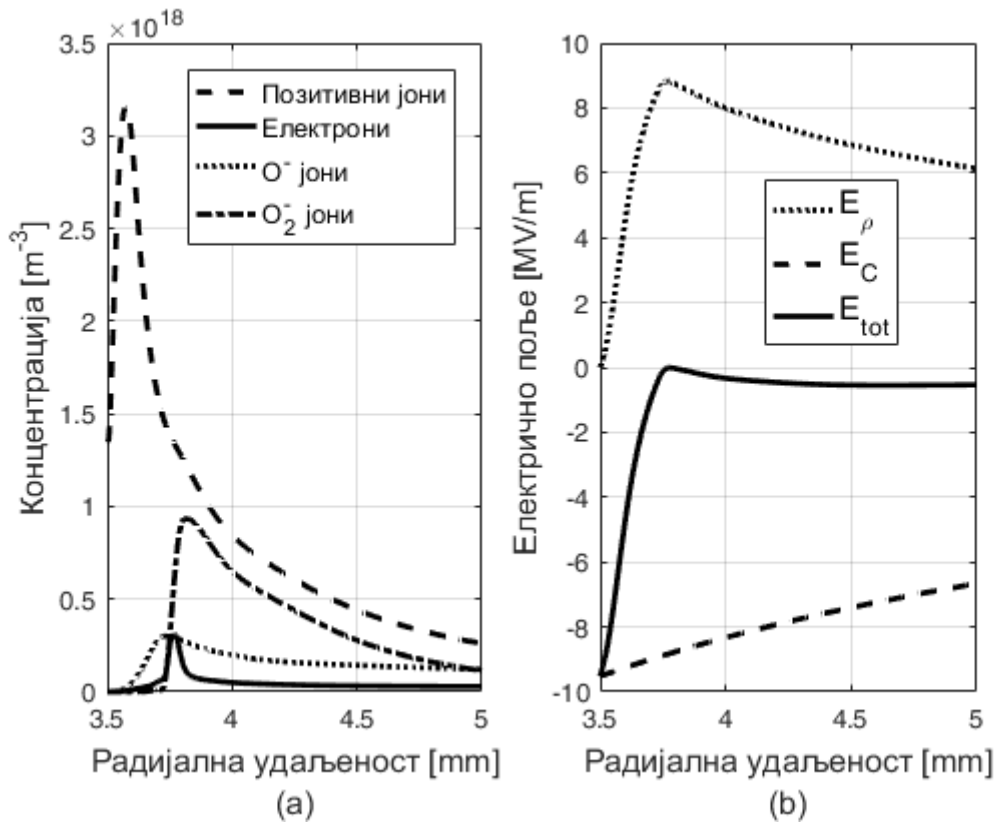 ×10^18
3.5
3
2.5
2
1.5
1
0.5
0
3.5 4 4.5 5
Концентрација [m^-3]
Позитивни јони
Електрони
O^- јони
O_2^- јони
Радијална удаљеност [mm]
(a)
10
8
6
4
2
0
-2
-4
-6
-8
-10
3.5 4 4.5 5
Електрично поље [MV/m]
E_ρ
E_C
E_tot
Радијална удаљеност [mm]
(b)